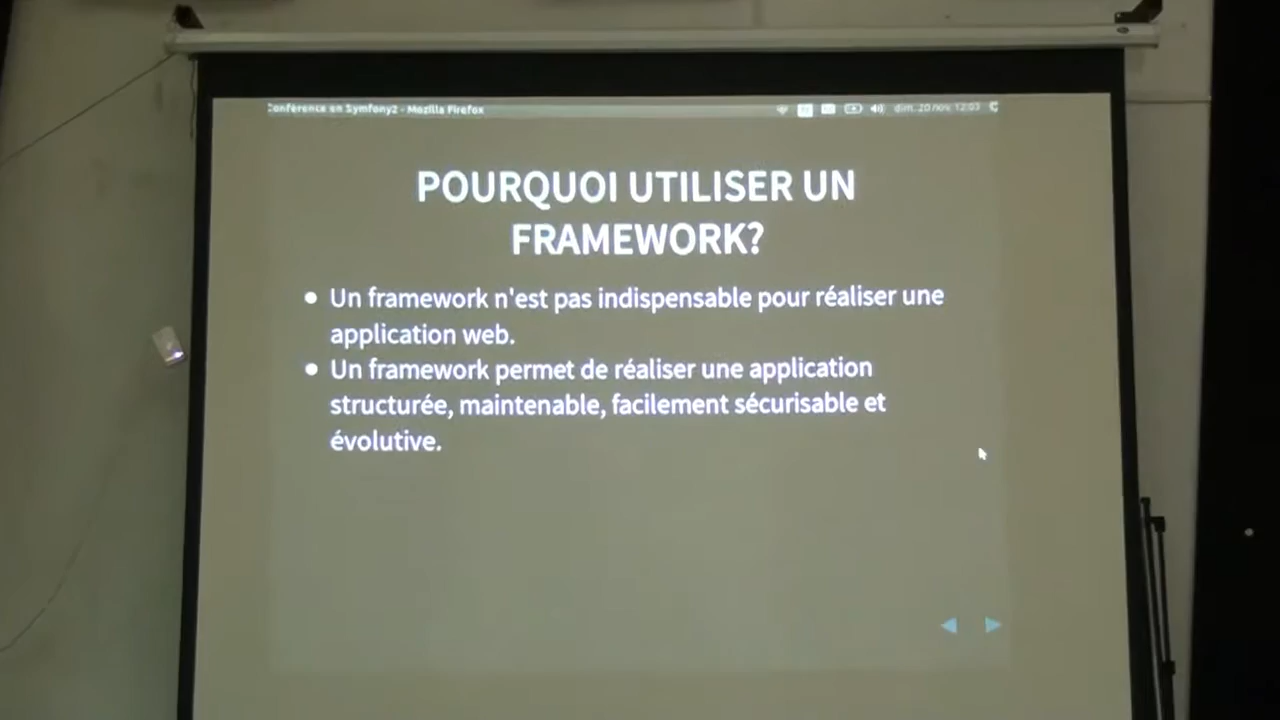 Conférence en Symfony2 - Mozilla Firefox
dim. 20 nov. 12:03
POURQUOI UTILISER UN
FRAMEWORK?
Un framework n'est pas indispensable pour réaliser une
application web.
Un framework permet de réaliser une application
structurée, maintenable, facilement sécurisable et
évolutive.